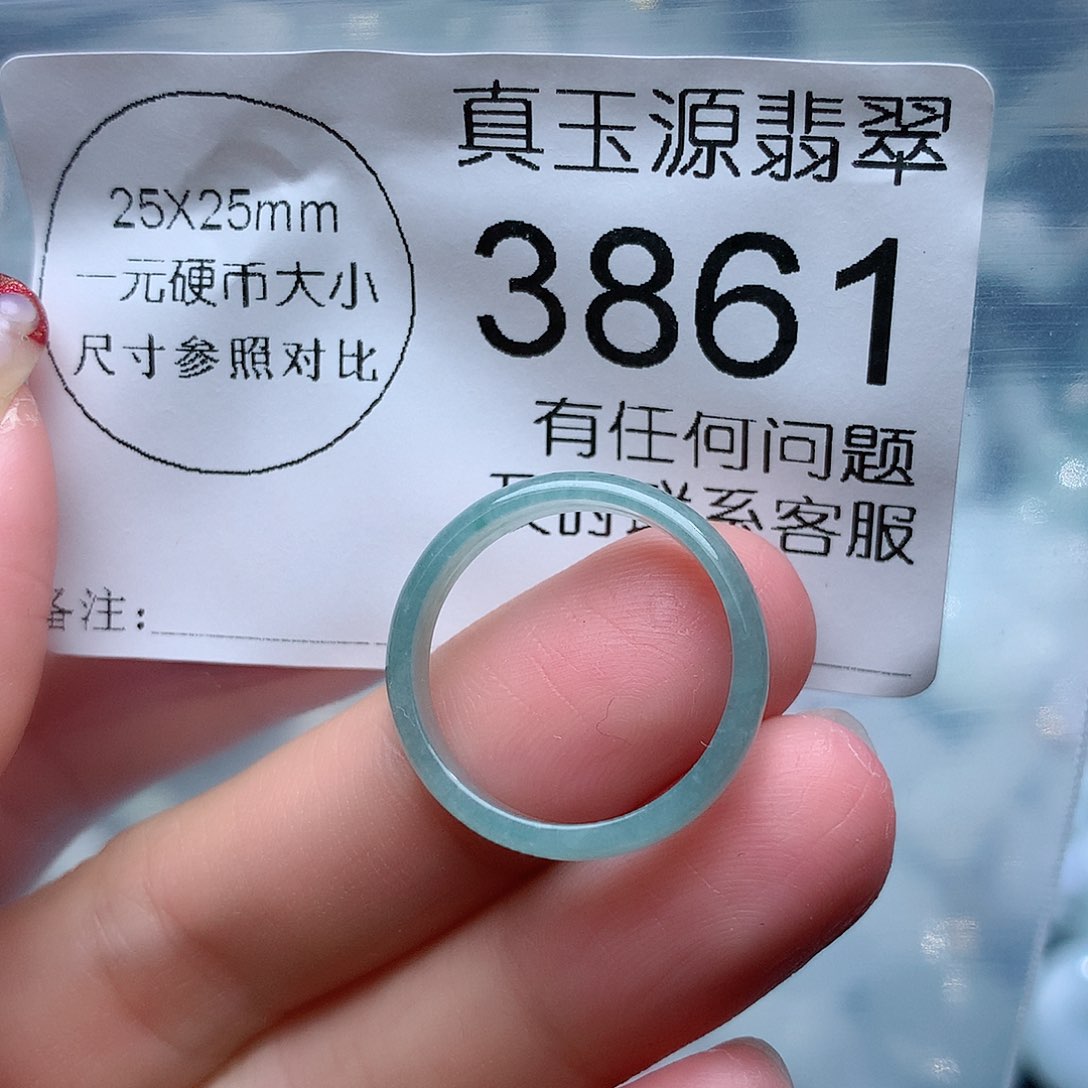 25X25mm
一元硬币大小
尺寸参照对比
真玉源翡翠
3861
有任何问题
系客服
备注: